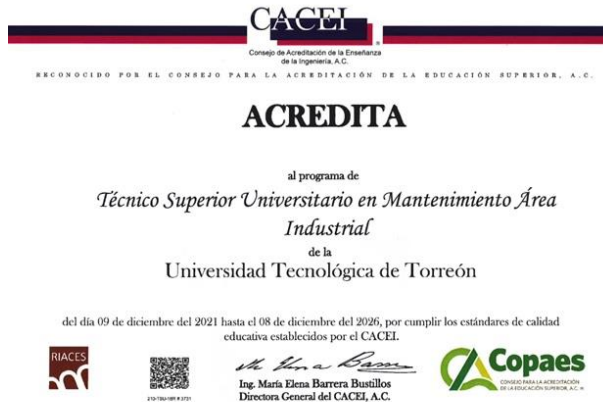 CACEI
Consejo de Acreditación de la Enseñanza
de la Ingeniería, A.C.
RECONOCIDO POR EL CONSEJO PARA LA ACREDITACIÓN DE LA EDUCACIÓN SUPERIOR, A.C.
ACREDITA
al programa de
Técnico Superior Universitario en Mantenimiento Área
Industrial
de la
Universidad Tecnológica de Torreón
del día 09 de diciembre del 2021 hasta el 08 de diciembre del 2026, por cumplir los estándares de calidad
educativa establecidos por el CACEI.
RIACES
Ing. María Elena Barrera Bustillos
Directora General del CACEI, A.C.
Copaes
CONSEJO PARA LA ACREDITACIÓN
DE LA EDUCACIÓN SUPERIOR, A.C.